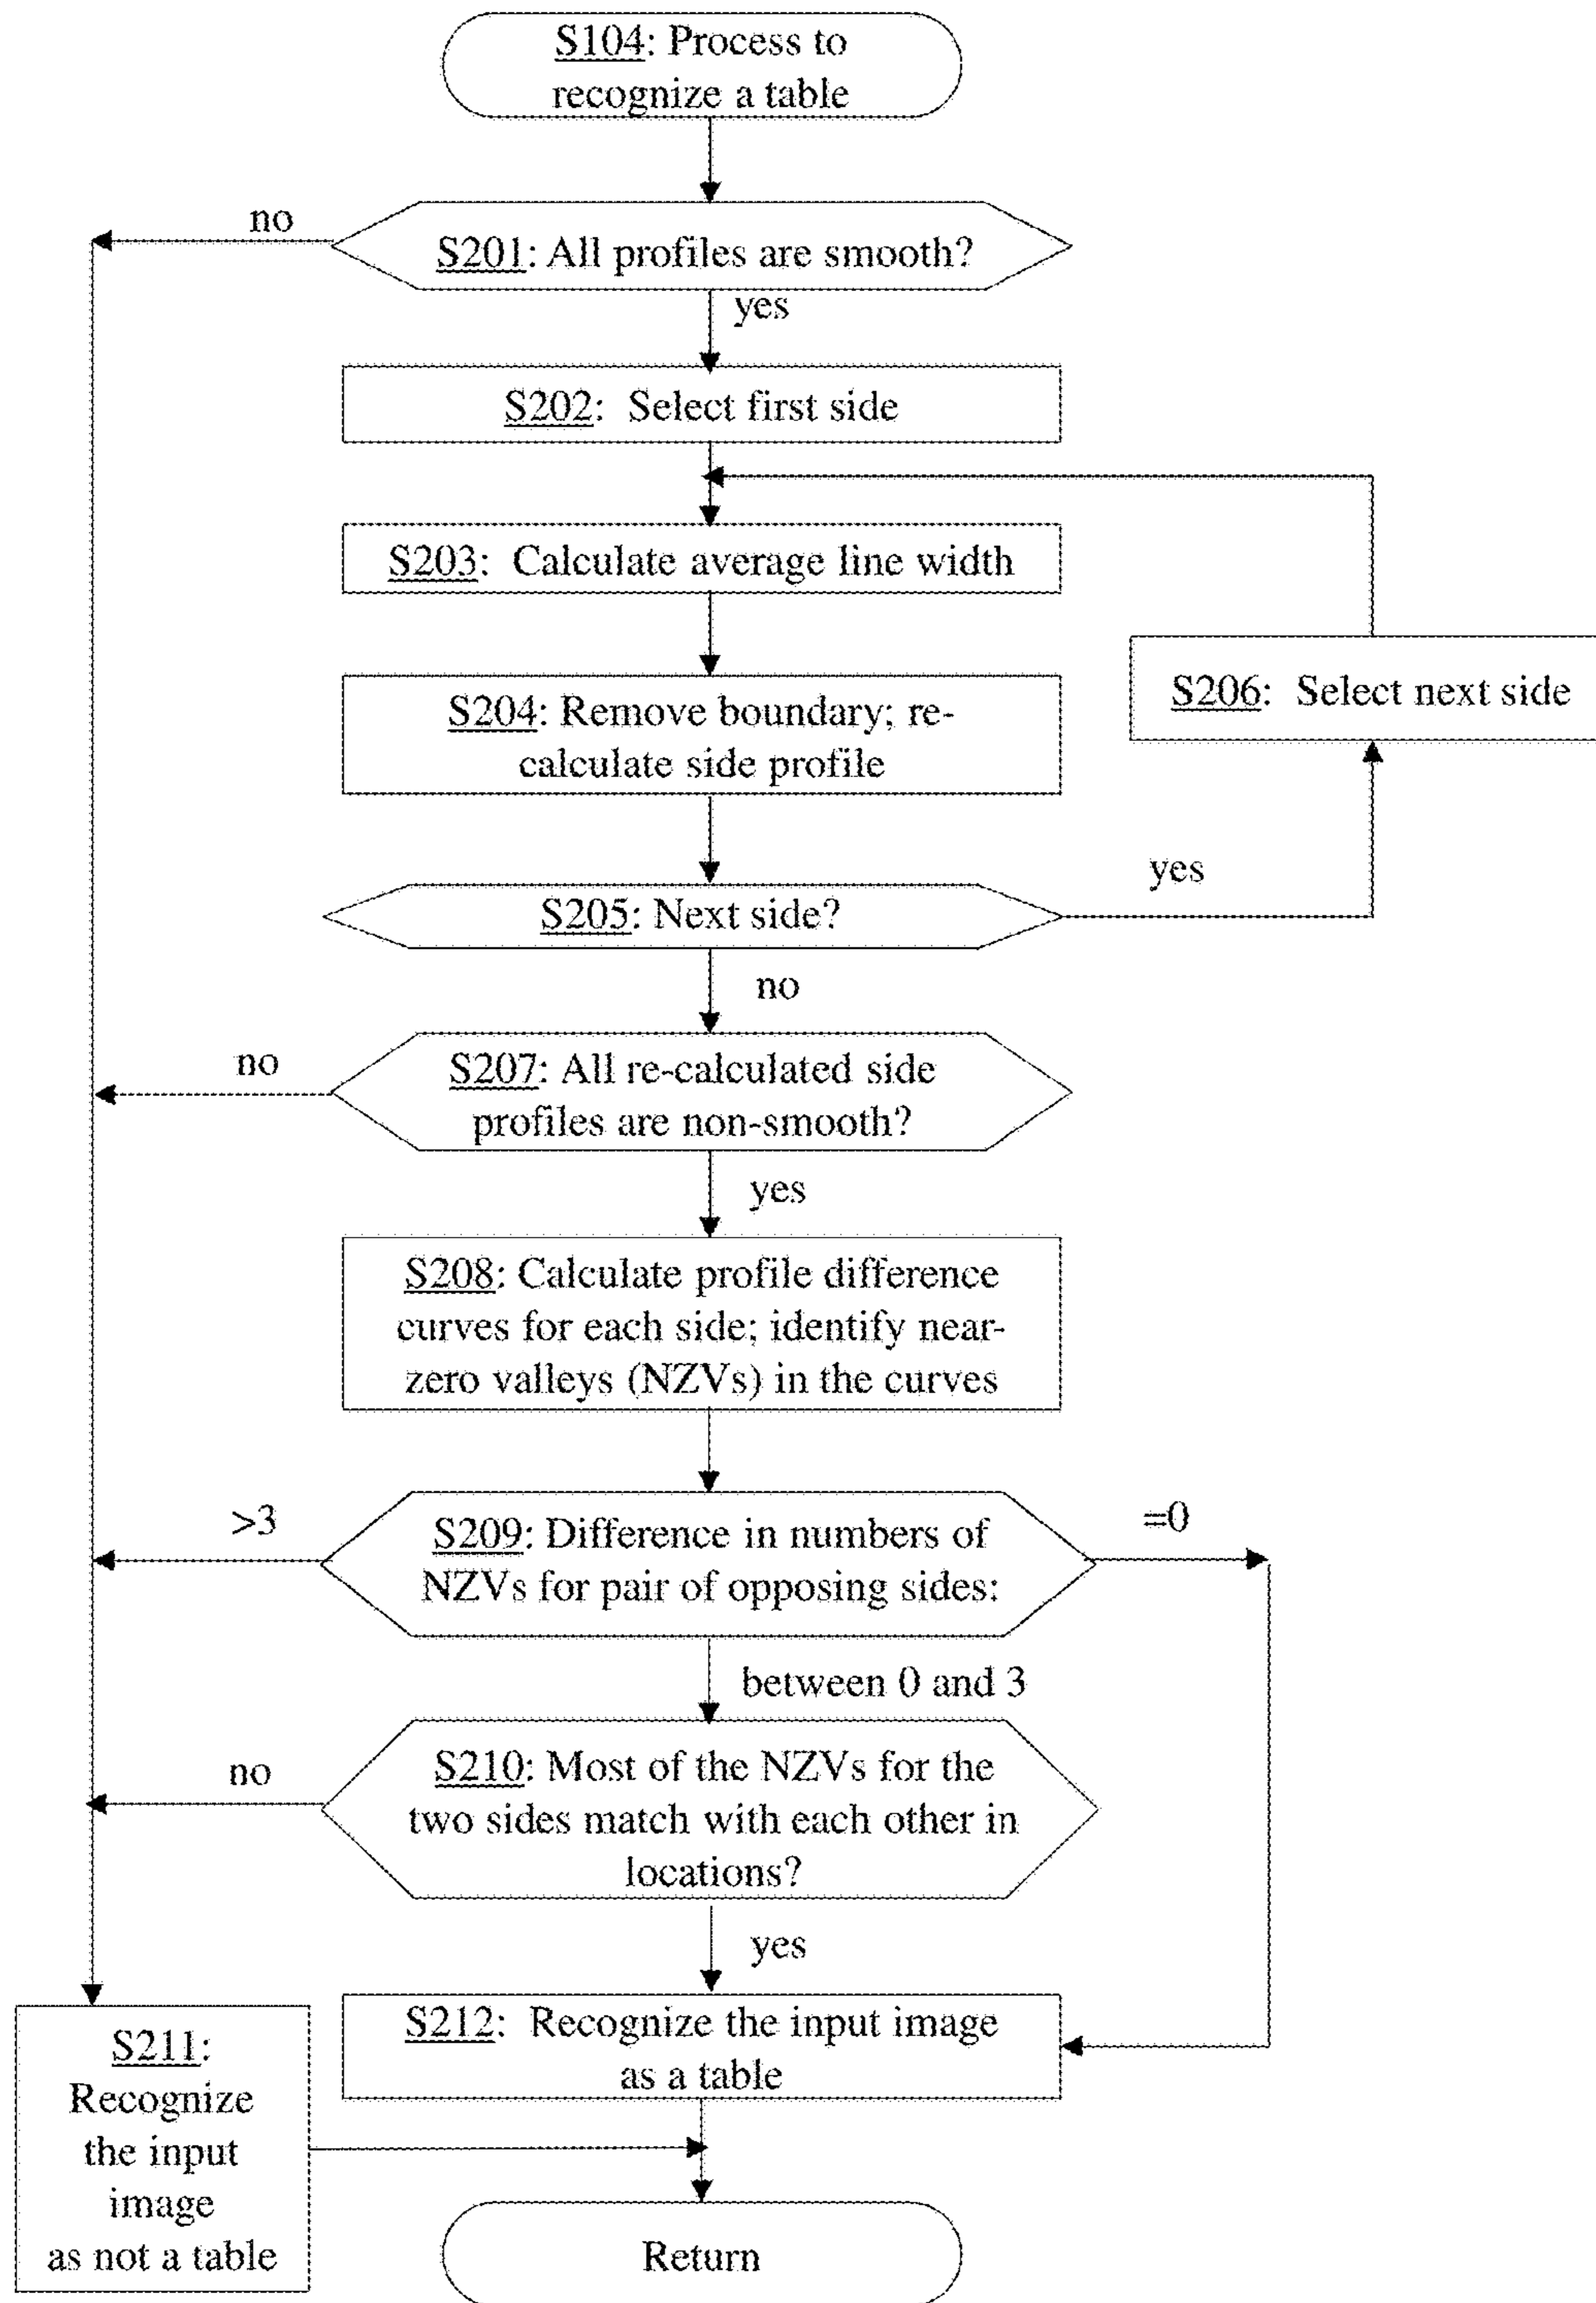 S104: Process to
recognize a table
no
S201: All profiles are smooth?
yes
S202: Select first side
S203: Calculate average line width
S204: Remove boundary; re-
calculate side profile
S206: Select next side
yes
S205: Next side?
no
no
S207: All re-calculated side
profiles are non-smooth?
yes
S208: Calculate profile difference
curves for each side; identify near-
zero valleys (NZVs) in the curves
>3
S209: Difference in numbers of
NZVs for pair of opposing sides:
=0
between 0 and 3
no
S210: Most of the NZVs for the
two sides match with each other in
locations?
yes
S212: Recognize the input image
as a table
S211:
Recognize
the input
image
as not a table
Return